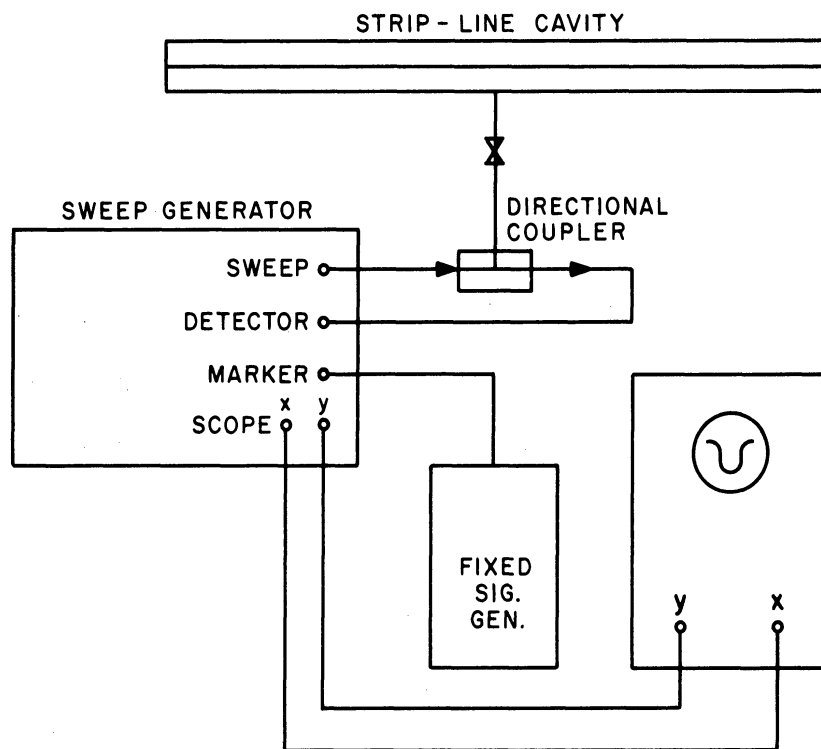 STRIP-LINE CAVITY
SWEEP GENERATOR
DIRECTIONAL
COUPLER
SWEEP
DETECTOR
MARKER
x y
SCOPE
FIXED
SIG.
GEN.
y x